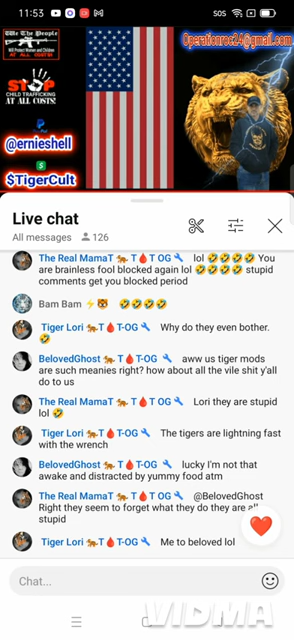 11:53
SOS
We The People
Will Protect Women and Children
AT ALL COSTS!
STOP
CHILD TRAFFICKING
AT ALL COSTS!
@ernieshell
$TigerCult
Operatonroc24@gmail.com
Live chat
All messages 126
The Real MamaT 🐅 T🩸T OG🔧 lol 🤣🤣🤣🤣 You
are brainless fool blocked again lol 🤣🤣🤣🤣 stupid
comments get you blocked period
Bam Bam ⚡🐯 🤣🤣🤣🤣
Tiger Lori 🐅.T🩸T-OG🔧 Why do they even bother.
🤣
BelovedGhost 🐅 T🩸T-OG🔧 aww us tiger mods
are such meanies right? how about all the vile shit y'all
do to us
The Real MamaT 🐅 T🩸T OG🔧 Lori they are stupid
lol 🤣
Tiger Lori 🐅.T🩸T-OG🔧 The tigers are lightning fast
with the wrench
BelovedGhost 🐅 T🩸T-OG🔧 lucky I'm not that
awake and distracted by yummy food atm
The Real MamaT 🐅 T🩸T OG🔧 @BelovedGhost
Right they seem to forget what they do they are all
stupid
Tiger Lori 🐅.T🩸T-OG🔧 Me to beloved lol
Chat...
VIDMA